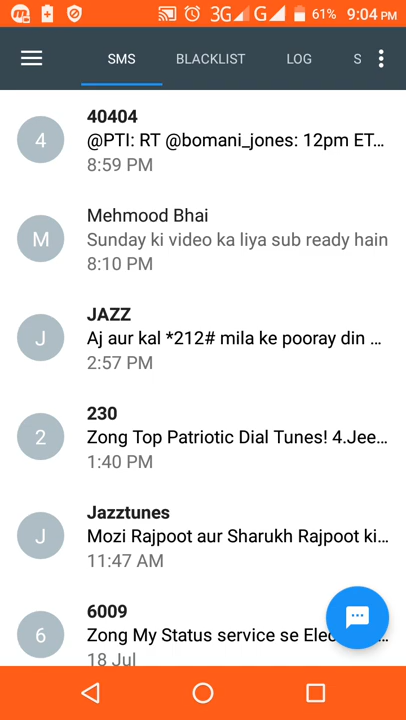 3G G 61% 9:04 PM
SMS BLACKLIST LOG S
4
40404
@PTI: RT @bomani_jones: 12pm ET...
8:59 PM
M
Mehmood Bhai
Sunday ki video ka liya sub ready hain
8:10 PM
J
JAZZ
Aj aur kal *212# mila ke pooray din ...
2:57 PM
2
230
Zong Top Patriotic Dial Tunes! 4.Jee...
1:40 PM
J
Jazztunes
Mozi Rajpoot aur Sharukh Rajpoot ki...
11:47 AM
6
6009
Zong My Status service se Elec...
18 Jul